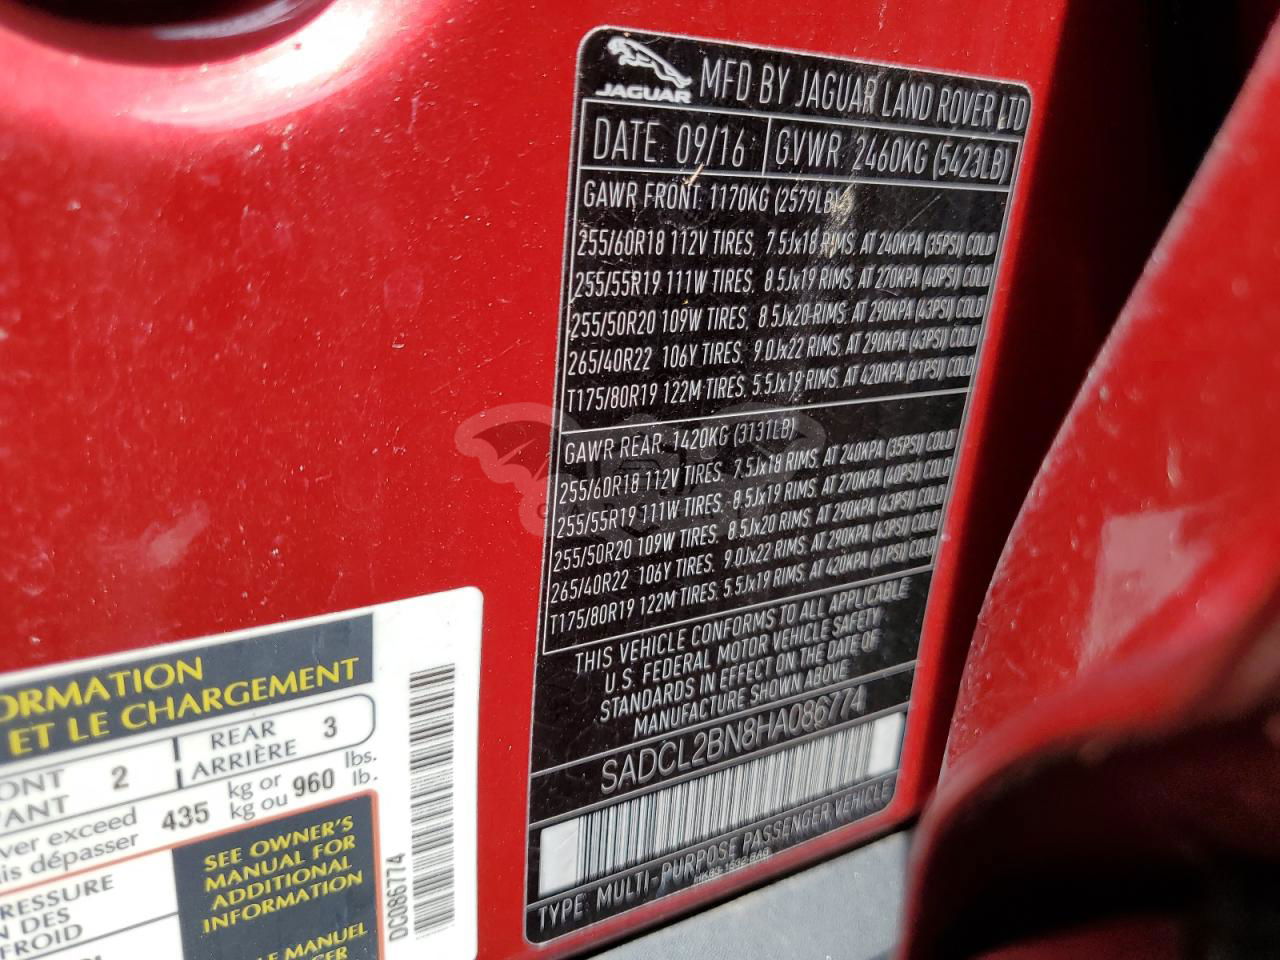 JAGUAR MFD BY JAGUAR LAND ROVER LTD
DATE: 09/16 GVWR: 2460KG (5423LB)
GAWR FRONT: 1170KG (2579LB)
255/60R18 112V TIRES, 7.5Jx18 RIMS, AT 240KPA (35PSI) COLD
255/55R19 111W TIRES, 8.5Jx19 RIMS, AT 270KPA (40PSI) COLD
255/50R20 109W TIRES, 8.5Jx20 RIMS, AT 290KPA (43PSI) COLD
265/40R22 106Y TIRES, 9.0Jx22 RIMS, AT 290KPA (43PSI) COLD
T175/80R19 122M TIRES, 5.5Jx19 RIMS, AT 420KPA (61PSI) COLD
GAWR REAR: 1420KG (3131LB)
255/60R18 112V TIRES, 7.5Jx18 RIMS, AT 240KPA (35PSI) COLD
255/55R19 111W TIRES, 8.5Jx19 RIMS, AT 270KPA (40PSI) COLD
255/50R20 109W TIRES, 8.5Jx20 RIMS, AT 290KPA (43PSI) COLD
265/40R22 106Y TIRES, 9.0Jx22 RIMS, AT 290KPA (43PSI) COLD
T175/80R19 122M TIRES, 5.5Jx19 RIMS, AT 420KPA (61PSI) COLD
THIS VEHICLE CONFORMS TO ALL APPLICABLE
U.S. FEDERAL MOTOR VEHICLE SAFETY
STANDARDS IN EFFECT ON THE DATE OF
MANUFACTURE SHOWN ABOVE
SADCL2BN8HA086774
TYPE: MULTI-PURPOSE PASSENGER VEHICLE
ORMATION
ET LE CHARGEMENT
ONT 2 REAR 3
ANT ARRIÈRE
ver exceed 435 kg or 960 lbs.
is dépasser kg ou lb.
RESSURE
N DES
FROID
SEE OWNER'S
MANUAL FOR
ADDITIONAL
INFORMATION
E MANUEL
GER
DC086774